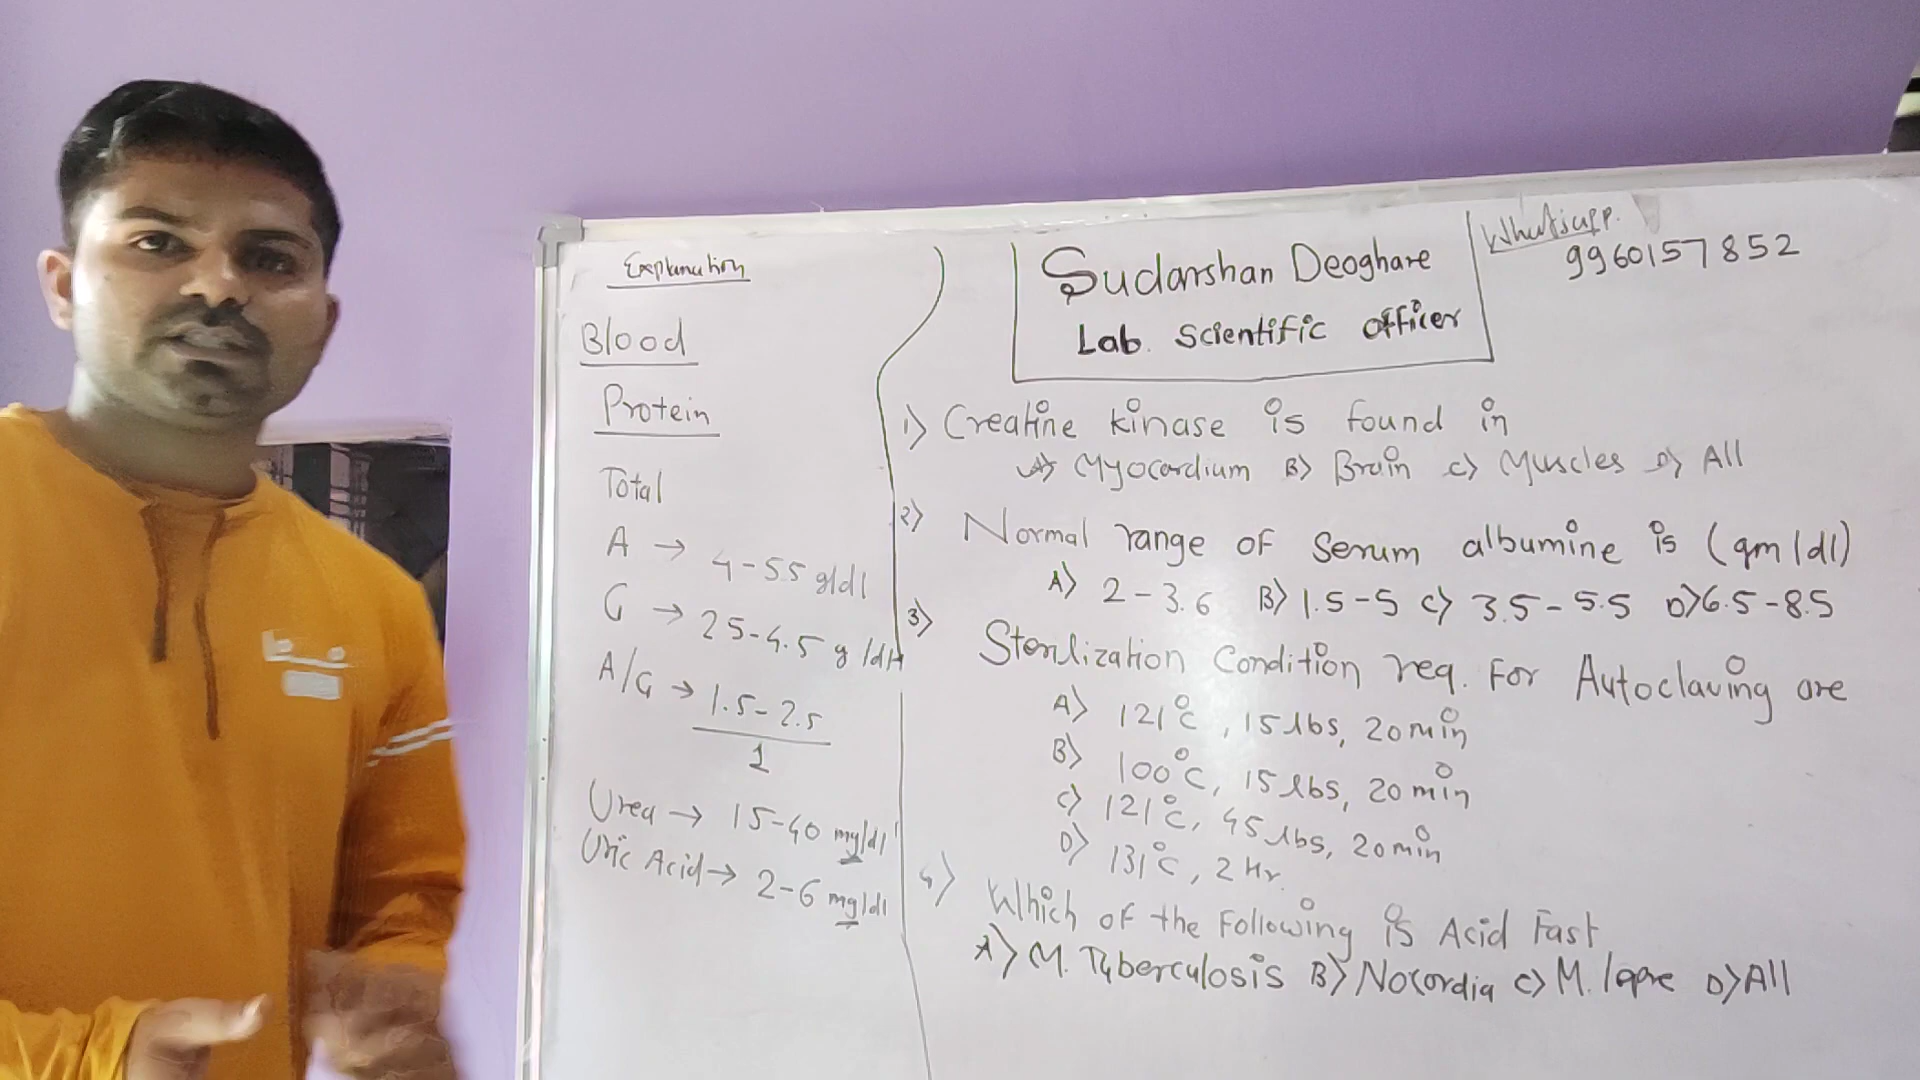 Explanation
Blood
Protein
Total
A → 4-5.5 g/dl
G → 2.5-4.5 g/dl
A/G → 1.5-2.5
1
Urea → 15-40 mg/dl
Uric Acid → 2-6 mg/dl
Sudarshan Deoghare
Lab. Scientific officer
Whatsapp.
9960157852
1) Creatine kinase is found in
A) Myocardium B) Brain C) Muscles D) All
2) Normal range of Serum albumine is (gm/dl)
A) 2-3.6 B) 1.5-5 C) 3.5-5.5 D) 6.5-8.5
3) Sterilization Condition req. For Autoclaving are
A) 121°C, 15 lbs, 20 min
B) 100°C, 15 lbs, 20 min
C) 121°C, 45 lbs, 20 min
D) 131°C, 2 Hr.
4) Which of the Following is Acid Fast
A) M. Tuberculosis B) Nocordia C) M. lepre D) All